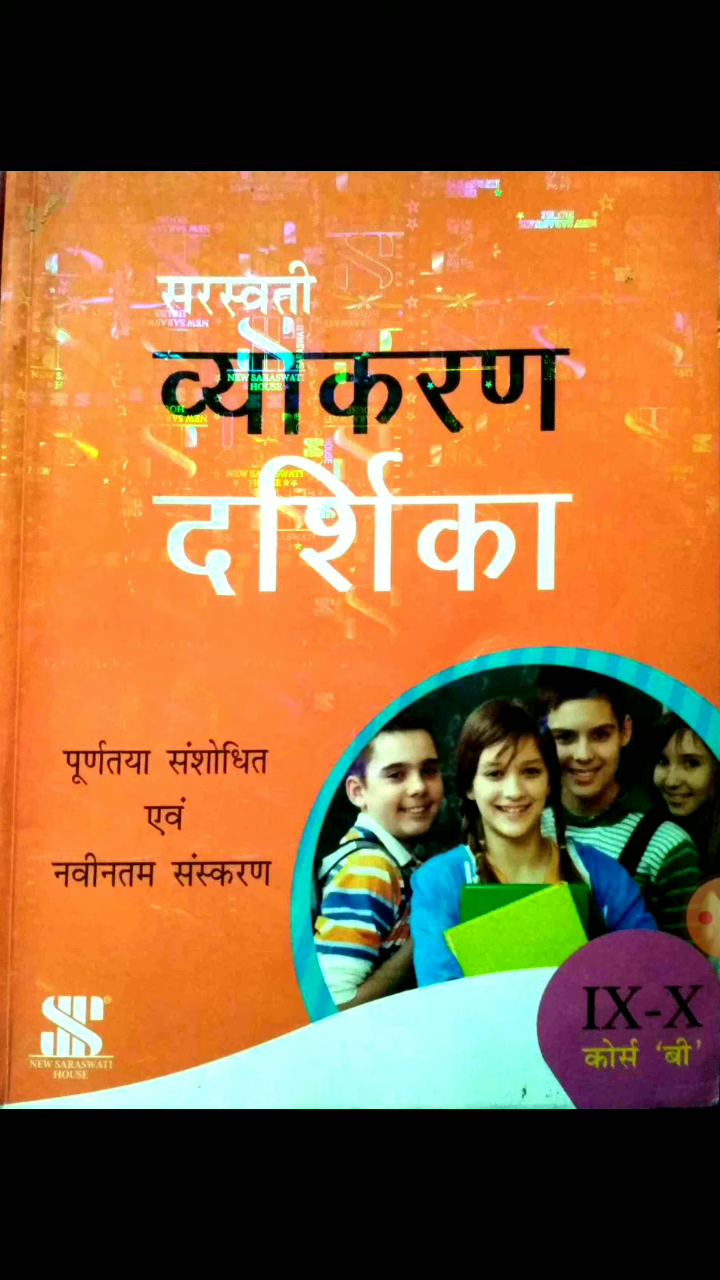 सरस्वती
व्याकरण
दर्शिका
पूर्णतया संशोधित
एवं
नवीनतम संस्करण
IX-X
कोर्स 'बी'
NEW SARASWATI
HOUSE